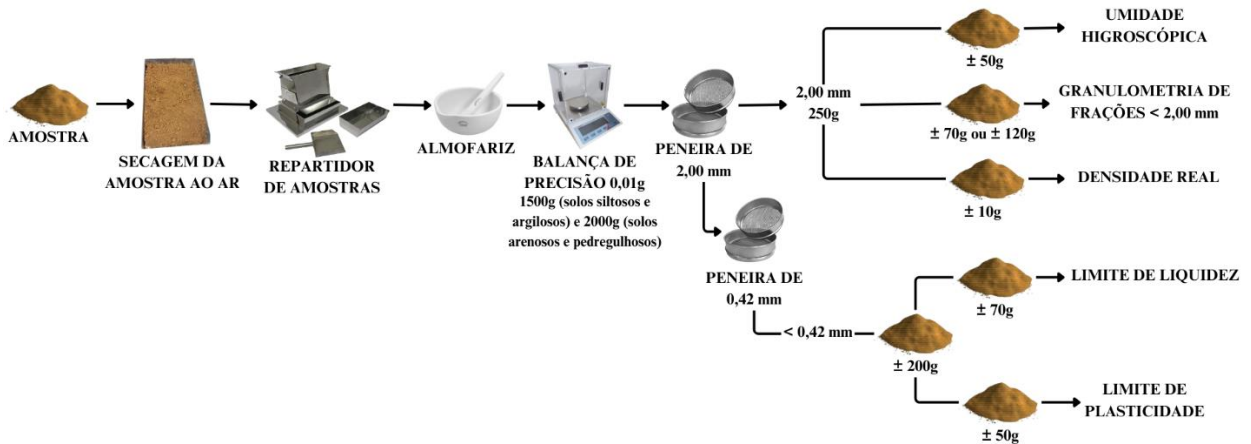 AMOSTRA
SECAGEM DA
AMOSTRA AO AR
REPARTIDOR
DE AMOSTRAS
ALMOFARIZ
BALANÇA DE
PRECISÃO 0,01g
1500g (solos siltosos e
argilosos) e 2000g (solos
arenosos e pedregulhosos)
PENEIRA DE
2,00 mm
2,00 mm
250g
± 50g
UMIDADE
HIGROSCÓPICA
± 70g ou ± 120g
GRANULOMETRIA DE
FRAÇÕES < 2,00 mm
± 10g
DENSIDADE REAL
PENEIRA DE
0,42 mm
< 0,42 mm
± 200g
± 70g
LIMITE DE LIQUIDEZ
± 50g
LIMITE DE
PLASTICIDADE